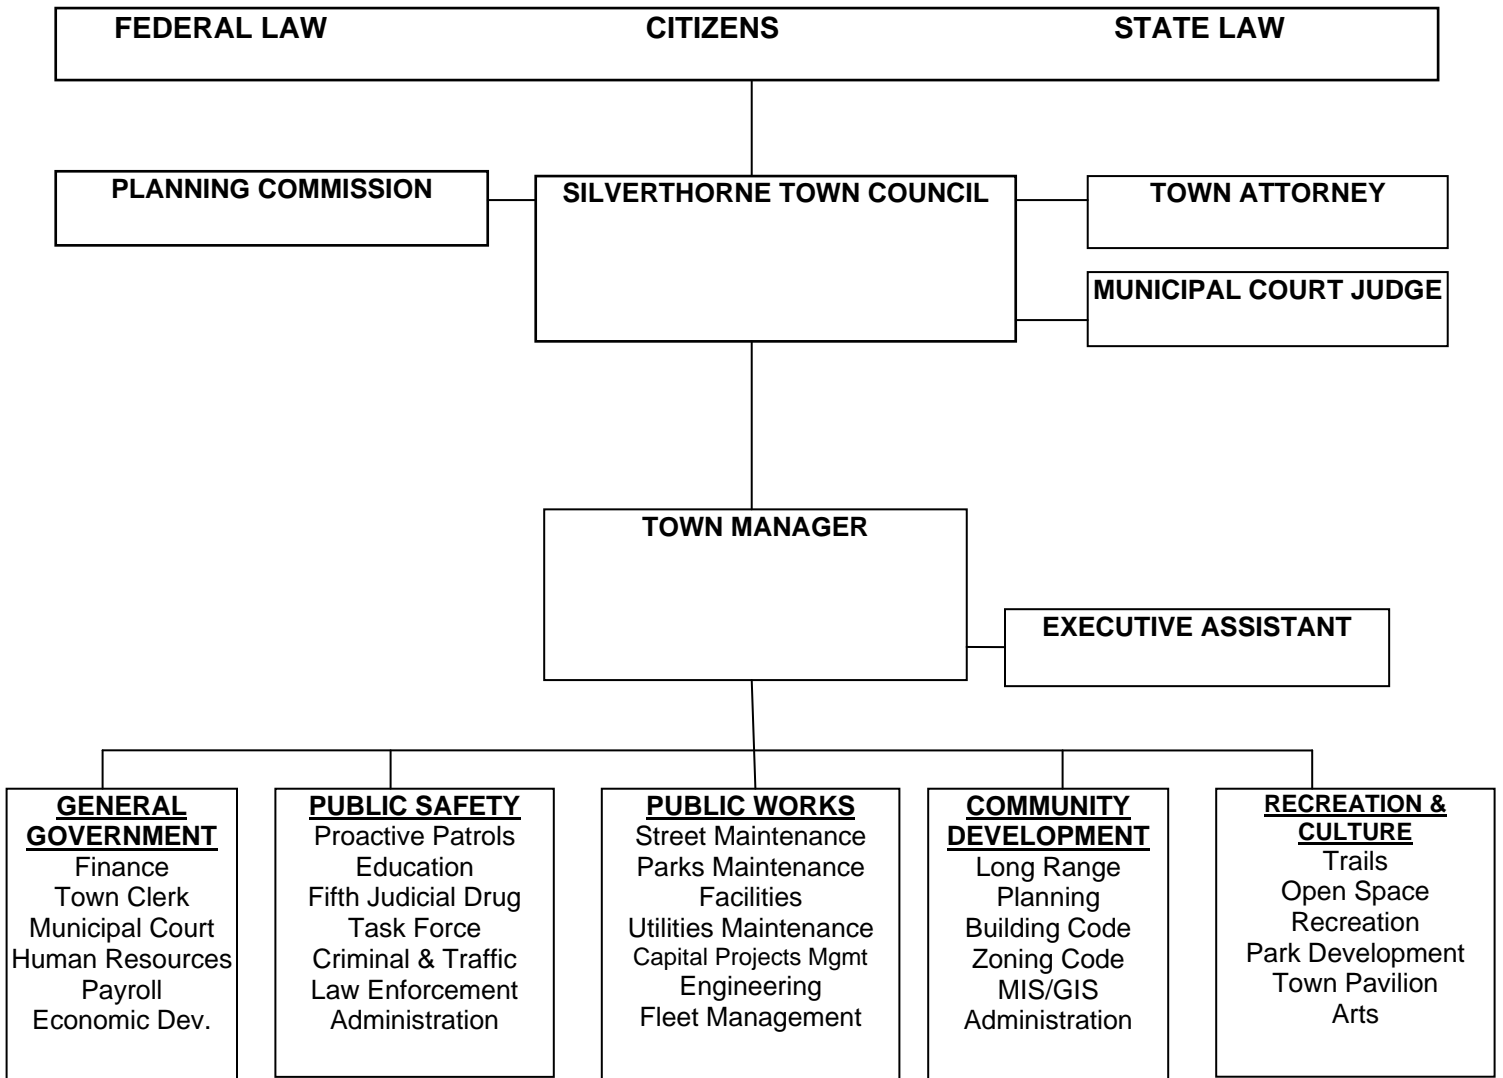 FEDERAL LAW CITIZENS STATE LAW
PLANNING COMMISSION
SILVERTHORNE TOWN COUNCIL
TOWN ATTORNEY
MUNICIPAL COURT JUDGE
TOWN MANAGER
EXECUTIVE ASSISTANT
GENERAL
GOVERNMENT
Finance
Town Clerk
Municipal Court
Human Resources
Payroll
Economic Dev.
PUBLIC SAFETY
Proactive Patrols
Education
Fifth Judicial Drug
Task Force
Criminal & Traffic
Law Enforcement
Administration
PUBLIC WORKS
Street Maintenance
Parks Maintenance
Facilities
Utilities Maintenance
Capital Projects Mgmt
Engineering
Fleet Management
COMMUNITY
DEVELOPMENT
Long Range
Planning
Building Code
Zoning Code
MIS/GIS
Administration
RECREATION &
CULTURE
Trails
Open Space
Recreation
Park Development
Town Pavilion
Arts